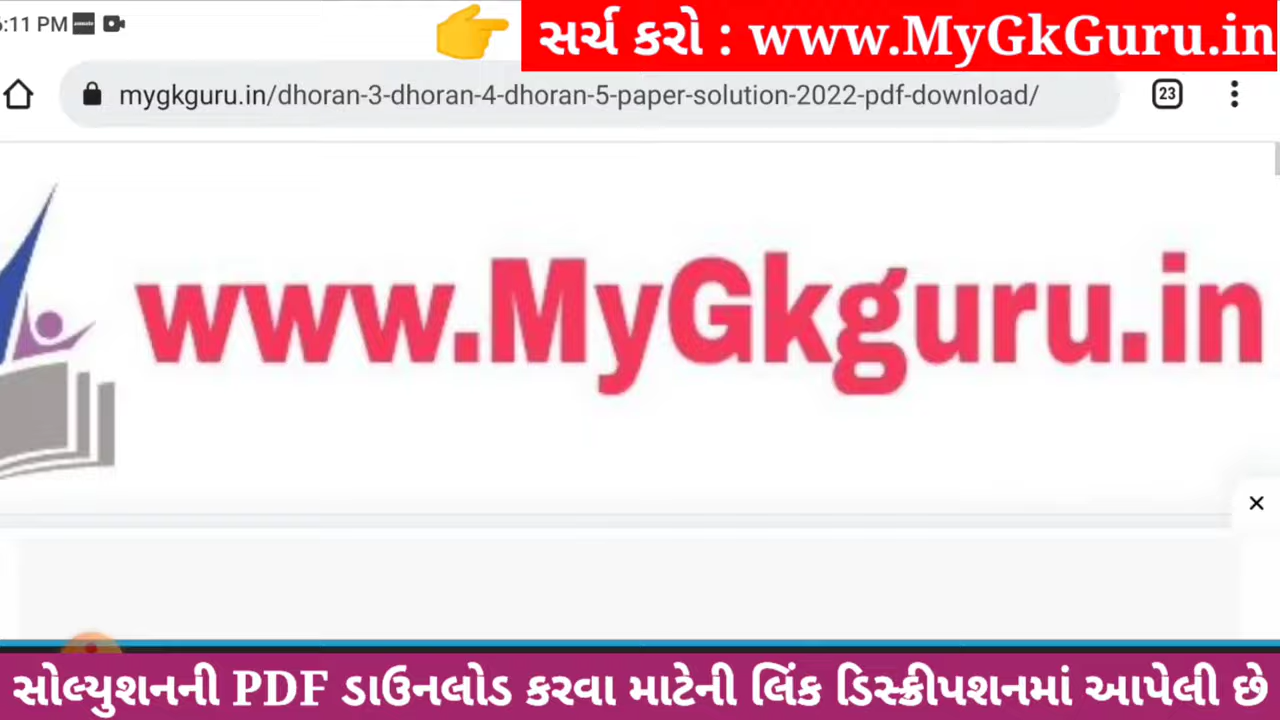 6:11 PM
👉 સર્ચ કરો : www.MyGkGuru.in
mygkguru.in/dhoran-3-dhoran-4-dhoran-5-paper-solution-2022-pdf-download/
23
www.MyGkguru.in
સોલ્યુશનની PDF ડાઉનલોડ કરવા માટેની લિંક ડિસ્ક્રીપશનમાં આપેલી છે